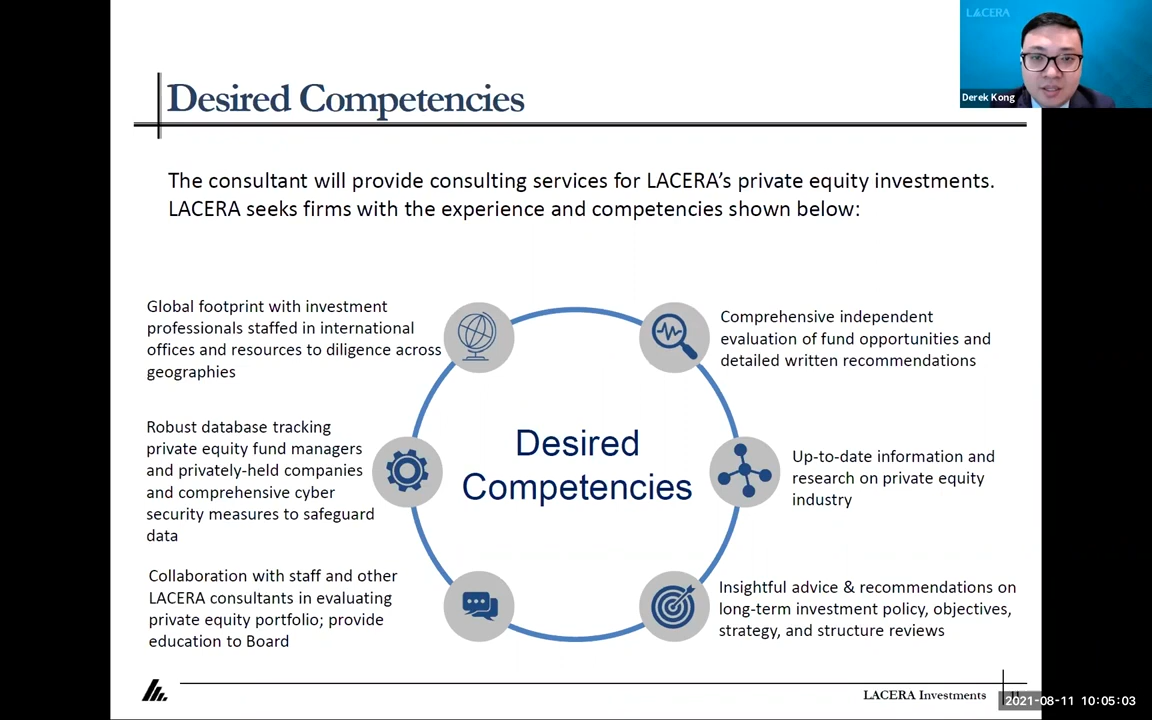 LACERA
Derek Kong
Desired Competencies
The consultant will provide consulting services for LACERA's private equity investments.
LACERA seeks firms with the experience and competencies shown below:
Global footprint with investment
professionals staffed in international
offices and resources to diligence across
geographies
Comprehensive independent
evaluation of fund opportunities and
detailed written recommendations
Robust database tracking
private equity fund managers
and privately-held companies
and comprehensive cyber
security measures to safeguard
data
Desired
Competencies
Up-to-date information and
research on private equity
industry
Collaboration with staff and other
LACERA consultants in evaluating
private equity portfolio; provide
education to Board
Insightful advice & recommendations on
long-term investment policy, objectives,
strategy, and structure reviews
LACERA Investments
2021-08-11 10:05:03